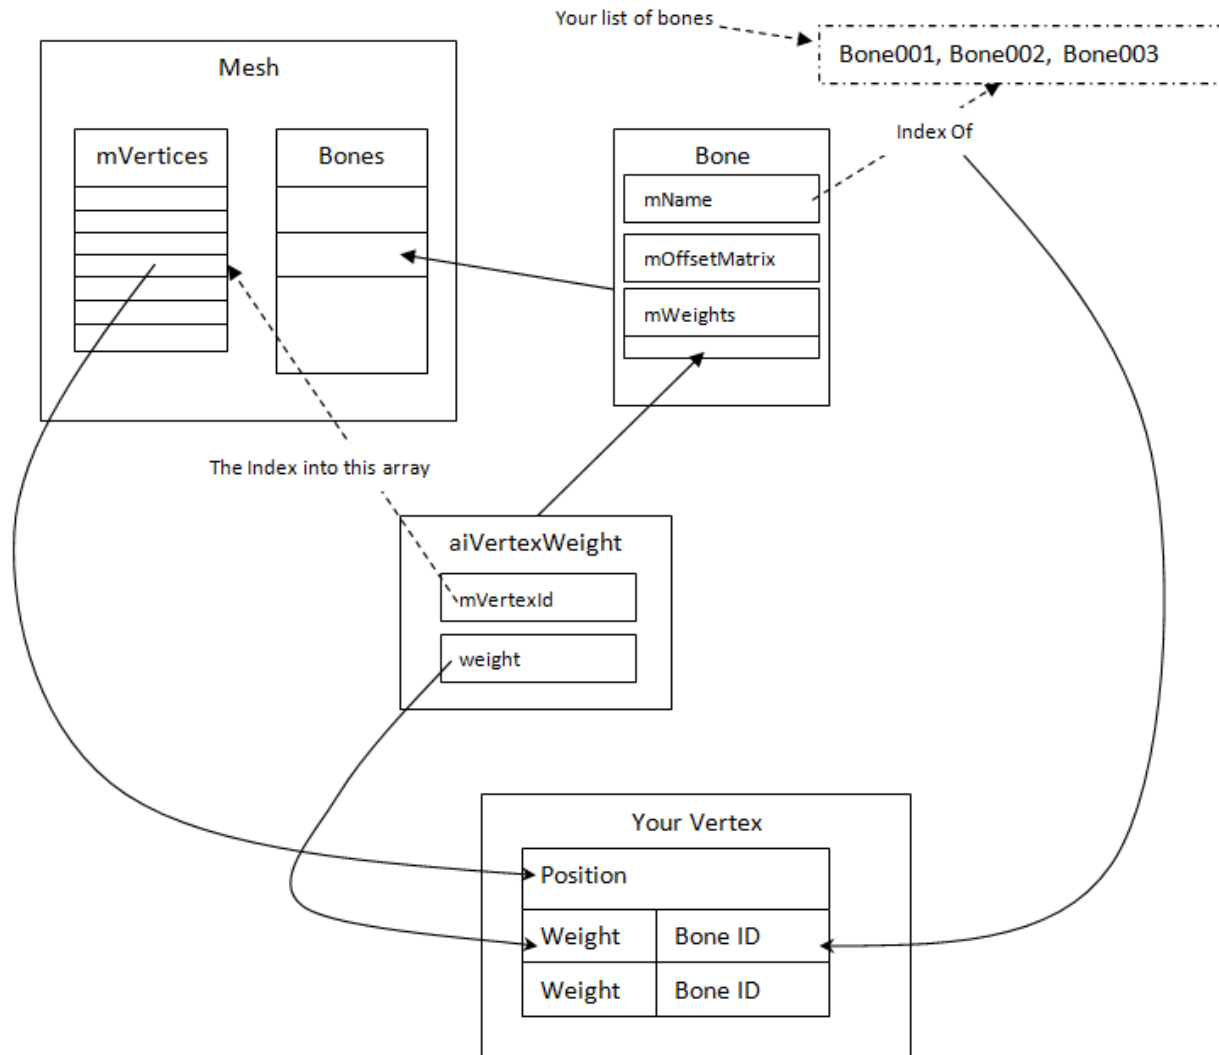 Your list of bones
Bone001, Bone002, Bone003
Mesh
Index Of
mVertices
Bones
Bone
mName
mOffsetMatrix
mWeights
The Index into this array
aiVertexWeight
mVertexId
weight
Your Vertex
Position
Weight Bone ID
Weight Bone ID